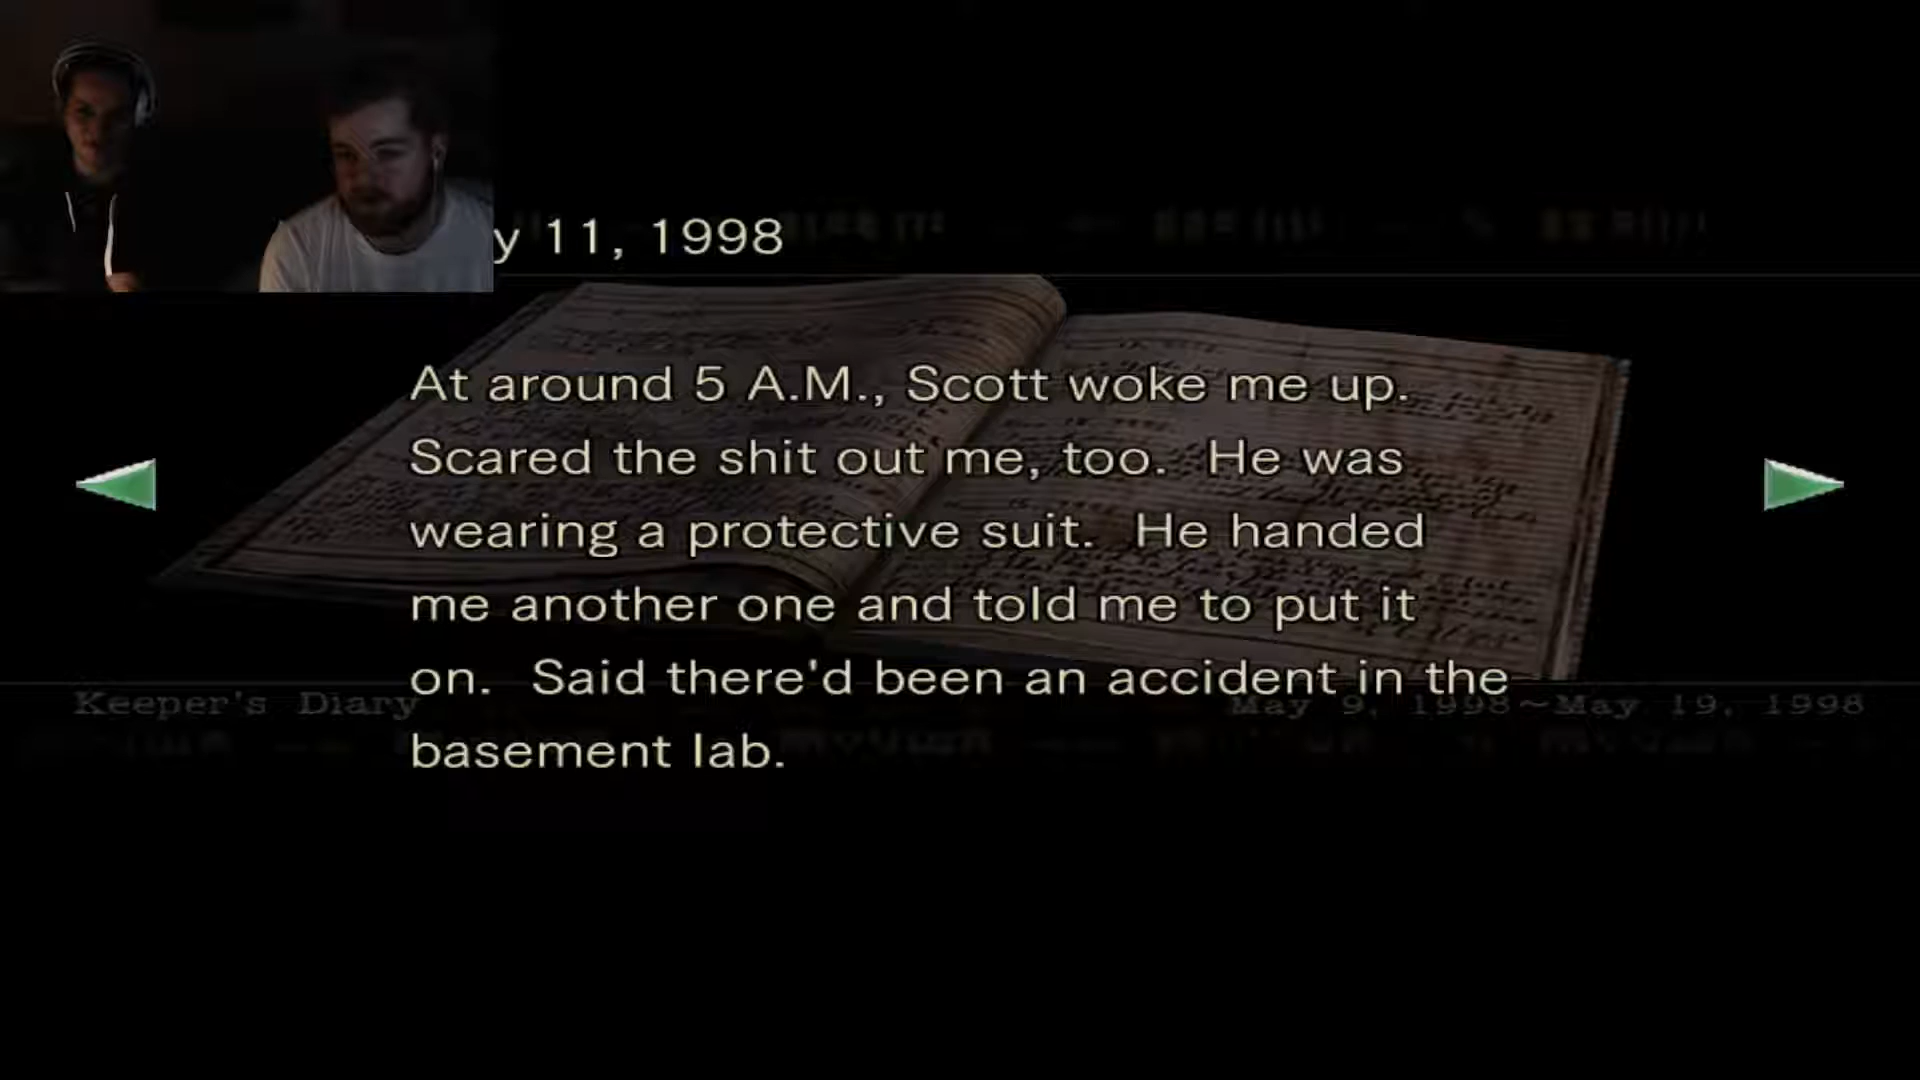 y 11, 1998
At around 5 A.M., Scott woke me up.
Scared the shit out me, too. He was
wearing a protective suit. He handed
me another one and told me to put it
on. Said there'd been an accident in the
basement lab.
Keeper's Diary
May 9, 1998~May 19, 1998